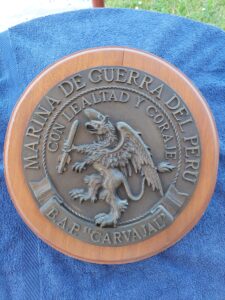 MARINA DE GUERRA DEL PERU
CON LEALTAD Y CORAJE
B.A.P. "CARVAJAL"